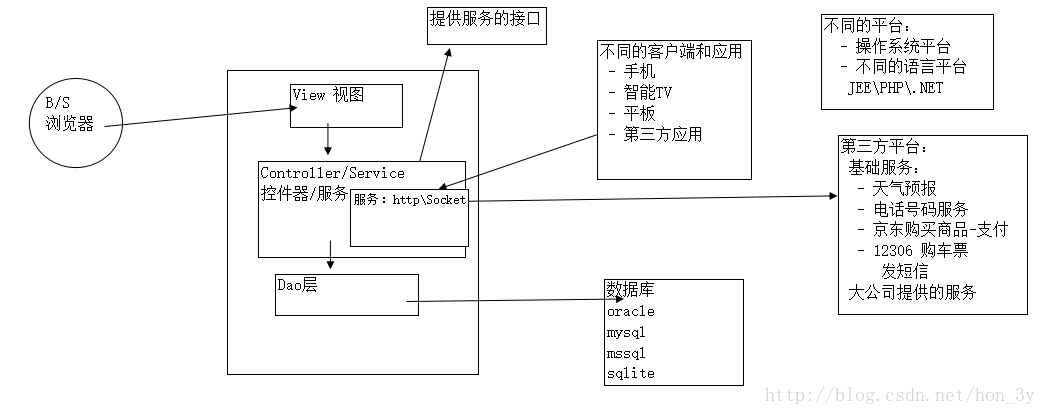 提供服务的接口
B/S
浏览器
View 视图
Controller/Service
控件器/服务
服务：http\Socket
Dao层
不同的客户端和应用
- 手机
- 智能TV
- 平板
- 第三方应用
数据库
oracle
mysql
mssql
sqlite
不同的平台：
- 操作系统平台
- 不同的语言平台
JEE\PHP\.NET
第三方平台：
基础服务：
- 天气预报
- 电话号码服务
- 京东购买商品-支付
- 12306 购车票
发短信
大公司提供的服务
http://blog.csdn.net/hon_3y